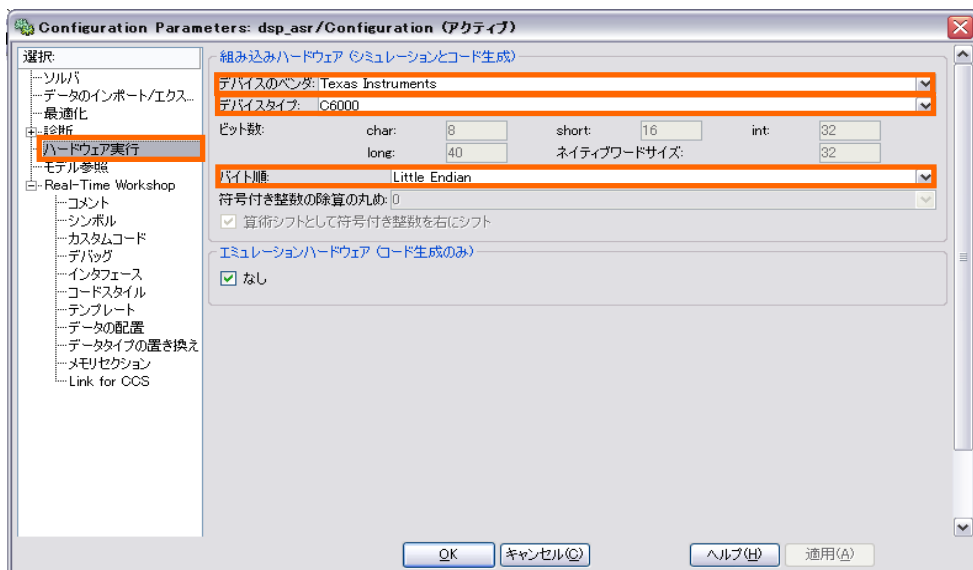 Configuration Parameters: dsp_asr/Configuration (アクティブ)
選択:
ソルバ
データのインポート/エクス...
最適化
診断
ハードウェア実行
モデル参照
Real-Time Workshop
コメント
シンボル
カスタムコード
デバッグ
インタフェース
コードスタイル
テンプレート
データの配置
データタイプの置き換え
メモリセクション
Link for CCS
組み込みハードウェア (シミュレーションとコード生成)
デバイスのベンダ: Texas Instruments
デバイスタイプ: C6000
ビット数: char: 8 short: 16 int: 32
long: 40 ネイティブワードサイズ: 32
バイト順: Little Endian
符号付き整数の除算の丸め: 0
算術シフトとして符号付き整数を右にシフト
エミュレーションハードウェア (コード生成のみ)
なし
OK キャンセル(C) ヘルプ(H) 適用(A)